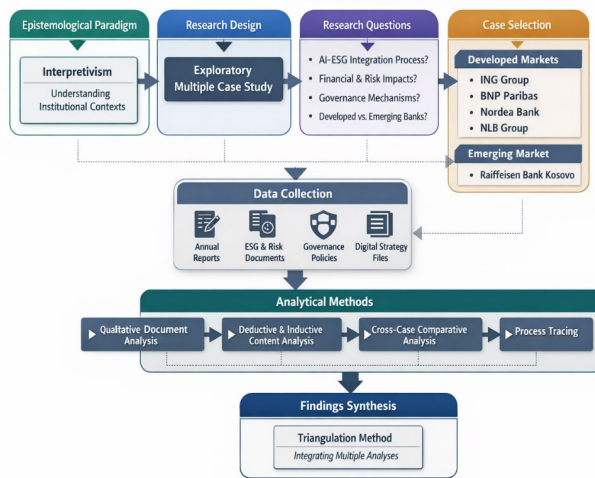 Epistemological Paradigm
Interpretivism
Understanding
Institutional Contexts
Research Design
Exploratory
Multiple Case Study
Research Questions
• AI-ESG Integration Process?
• Financial & Risk Impacts?
• Governance Mechanisms?
• Developed vs. Emerging Banks?
Case Selection
Developed Markets
• ING Group
• BNP Paribas
• Nordea Bank
• NLB Group
Emerging Market
• Raiffeisen Bank Kosovo
Data Collection
Annual
Reports
ESG & Risk
Documents
Governance
Policies
Digital Strategy
Files
Analytical Methods
Qualitative Document
Analysis
Deductive & Inductive
Content Analysis
Cross-Case Comparative
Analysis
Process Tracing
Findings Synthesis
Triangulation Method
Integrating Multiple Analyses